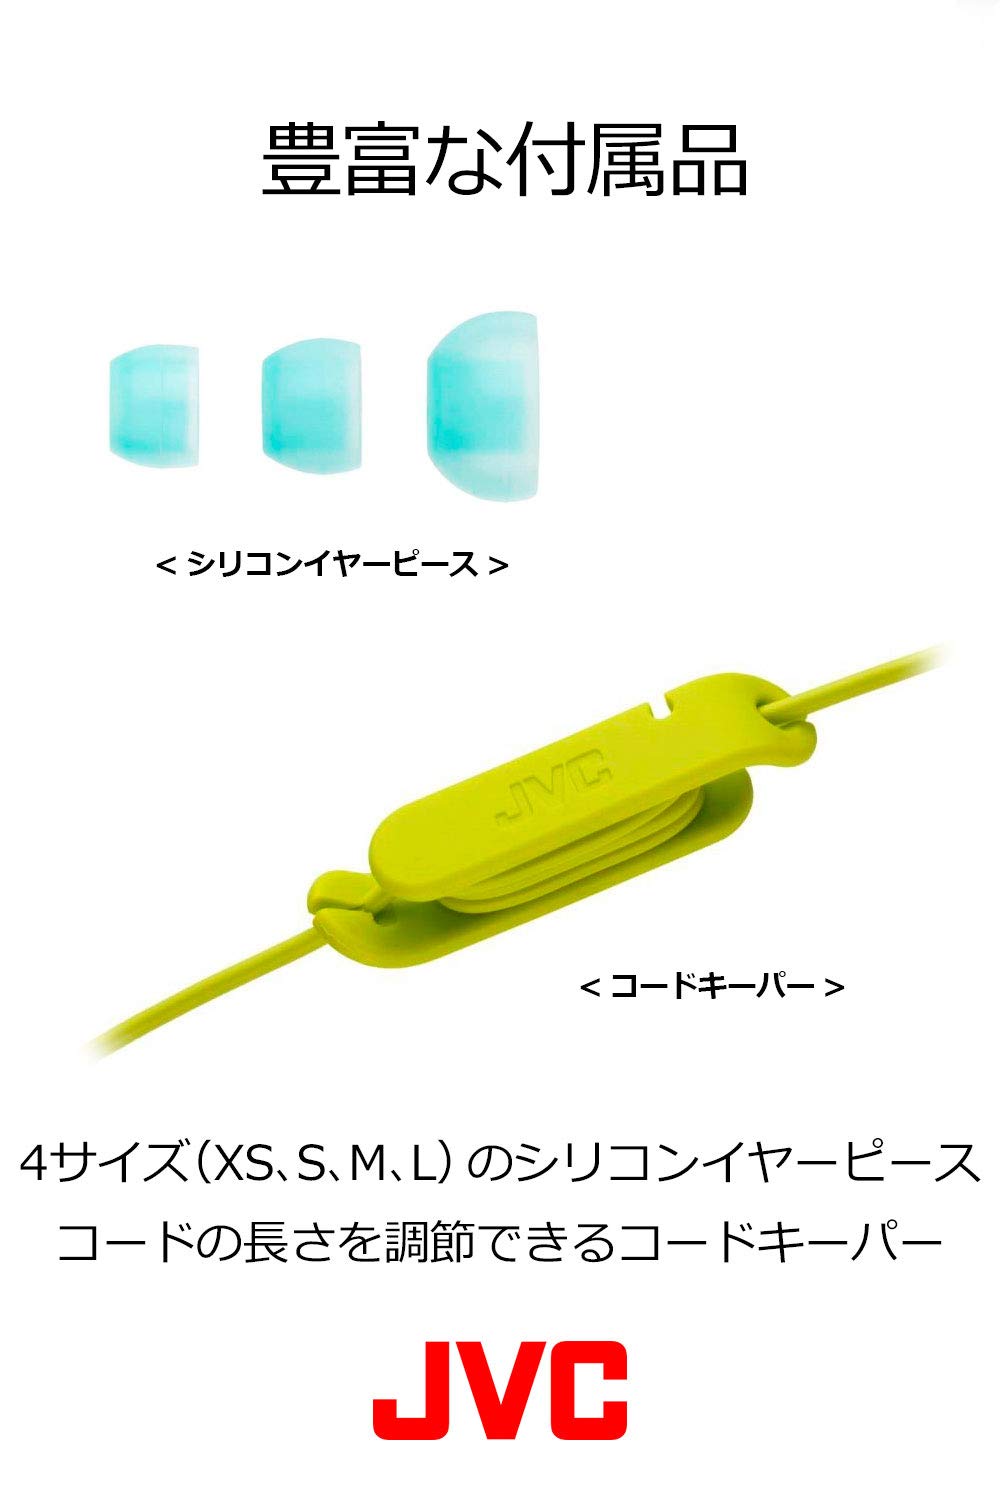 豊富な付属品
< シリコンイヤーピース >
JVC
< コードキーパー >
4サイズ(XS、S、M、L)のシリコンイヤーピース
コードの長さを調節できるコードキーパー
JVC